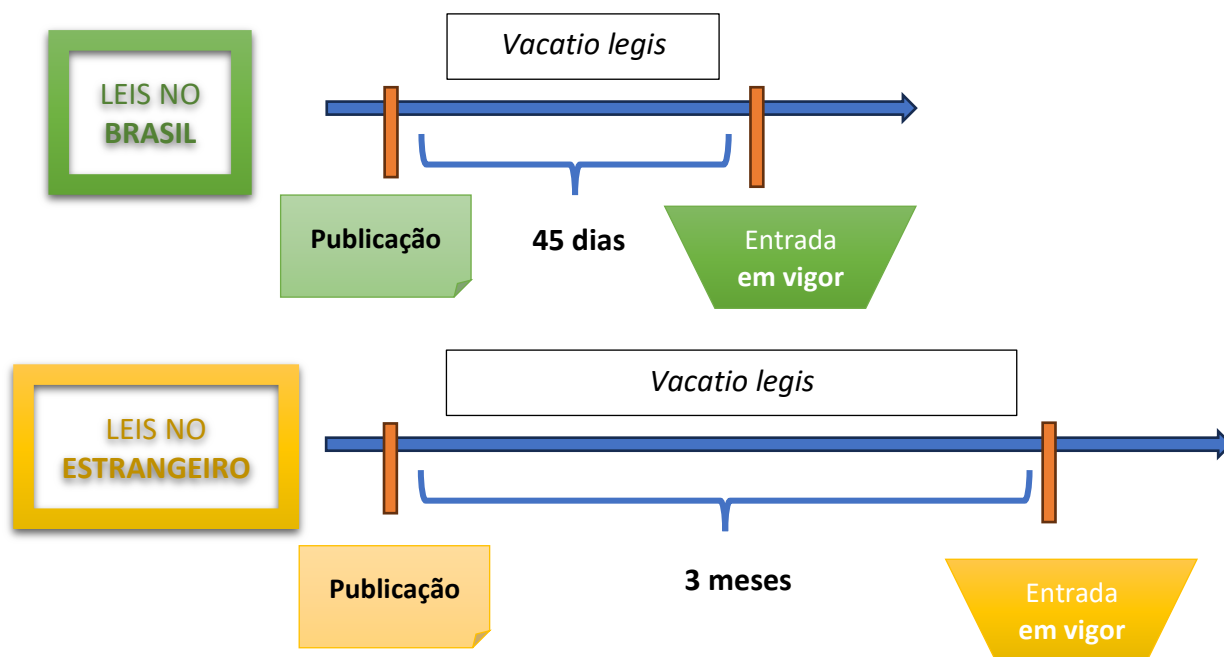 Vacatio legis
LEIS NO
BRASIL
Publicação
45 dias
Entrada
em vigor
Vacatio legis
LEIS NO
ESTRANGEIRO
Publicação
3 meses
Entrada
em vigor